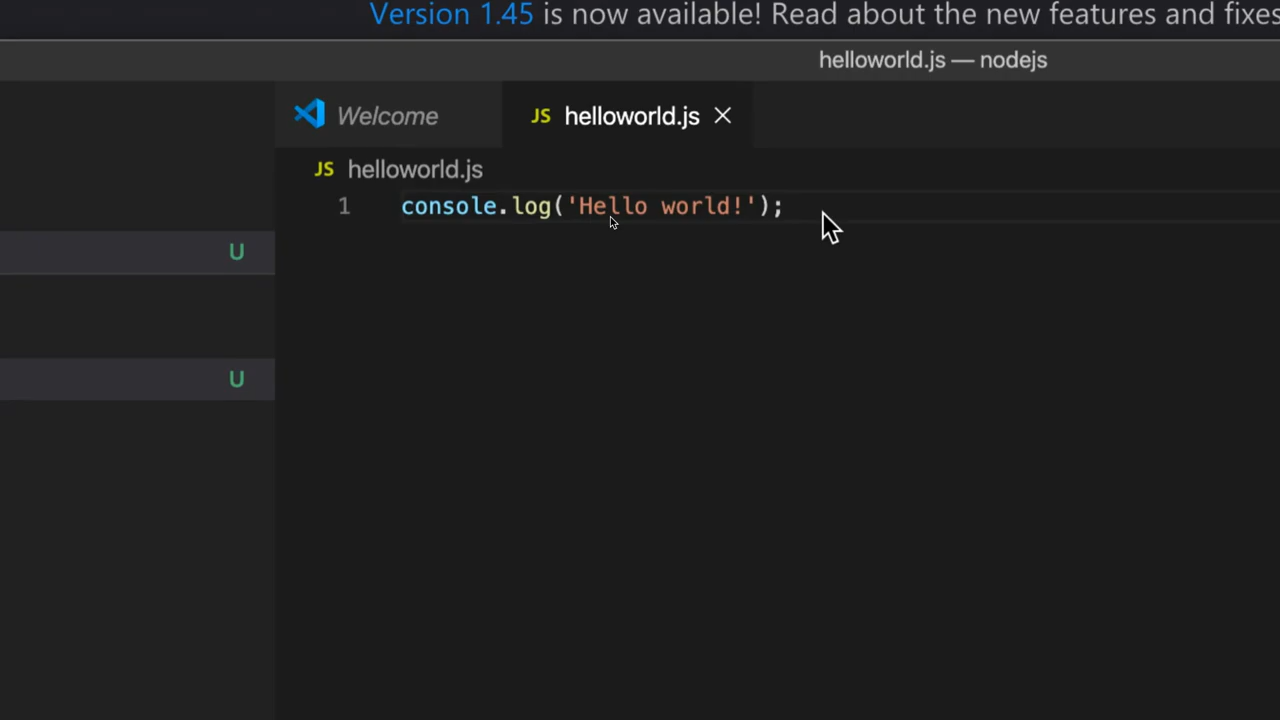 Version 1.45 is now available! Read about the new features and fixes
helloworld.js — nodejs
Welcome
JS helloworld.js
JS helloworld.js
1 console.log('Hello world!');
U
U